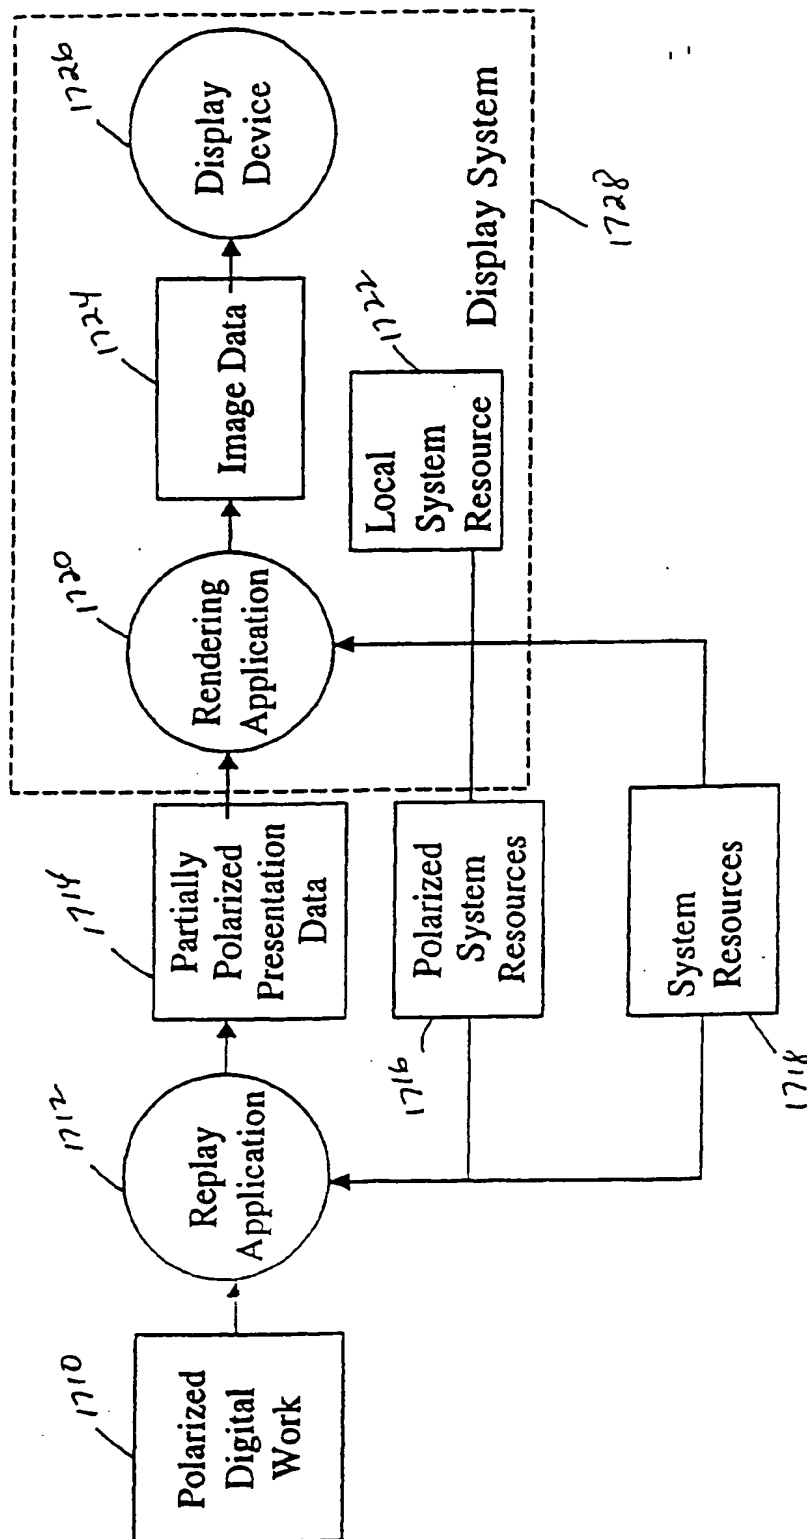 1710
Polarized
Digital
Work
1712
Replay
Application
1714
Partially
Polarized
Presentation
Data
1716
Polarized
System
Resources
1718
System
Resources
1720
Rendering
Application
1722
Local
System
Resource
1724
Image Data
1726
Display
Device
Display System
1728